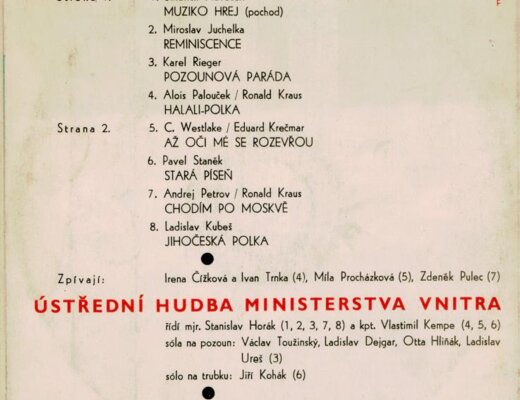 MUZIKO HREJ (pochod)
2. Miroslav Juchelka
REMINISCENCE
3. Karel Rieger
POZOUNOVÁ PARÁDA
4. Alois Palouček / Ronald Kraus
HALALI-POLKA
Strana 2. 5. C. Westlake / Eduard Krečmar
AŽ OČI MÉ SE ROZEVŘOU
6. Pavel Staněk
STARÁ PÍSEŇ
7. Andrej Petrov / Ronald Kraus
CHODÍM PO MOSKVĚ
8. Ladislav Kubeš
JIHOČESKÁ POLKA
Zpívají: Irena Čížková a Ivan Trnka (4), Míla Procházková (5), Zdeněk Pulec (7)
ÚSTŘEDNÍ HUDBA MINISTERSTVA VNITRA
řídí mjr. Stanislav Horák (1, 2, 3, 7, 8) a kpt. Vlastimil Kempe (4, 5, 6)
sóla na pozoun: Václav Toužinský, Ladislav Dejgar, Otta Hliňák, Ladislav
Ureš (3)
sólo na trubku: Jiří Kohák (6)